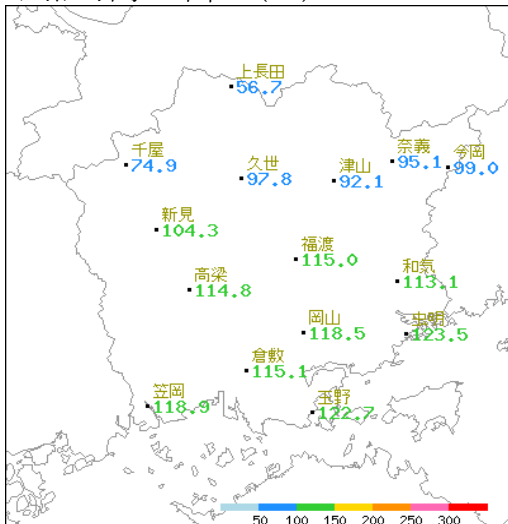 上長田
56.7
千屋
74.9
久世
97.8
津山
92.1
奈義
95.1
今岡
99.0
新見
104.3
福渡
115.0
和気
113.1
高梁
114.8
岡山
118.5
虫明
123.5
倉敷
115.1
笠岡
118.9
玉野
122.7
50 100 150 200 250 300